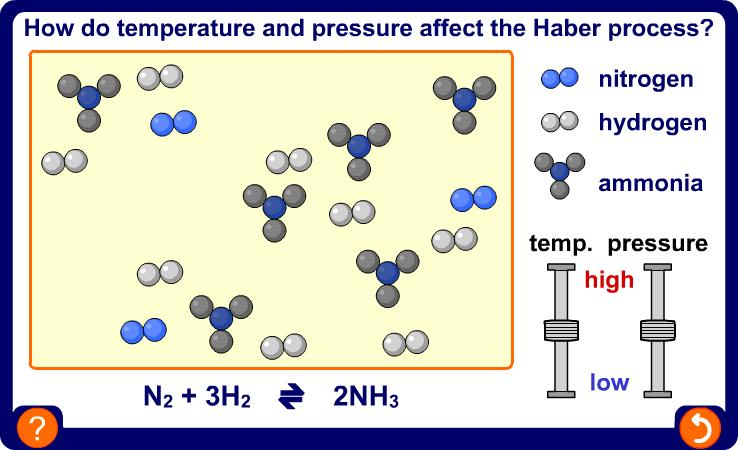 How do temperature and pressure affect the Haber process?
nitrogen
hydrogen
ammonia
temp. pressure
high
low
N₂ + 3H₂ ⇌ 2NH₃
?